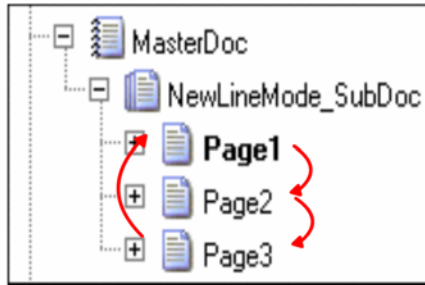 MasterDoc
NewLineMode_SubDoc
Page1
Page2
Page3